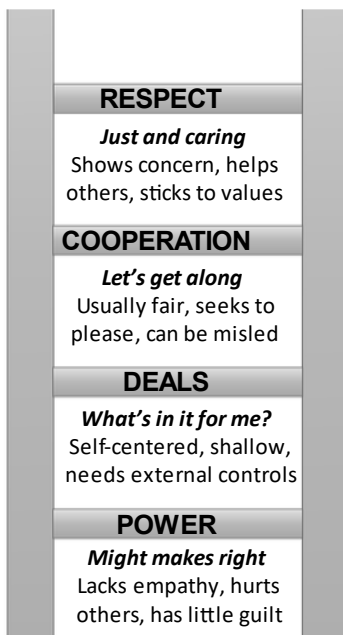 RESPECT
Just and caring
Shows concern, helps
others, sticks to values
COOPERATION
Let’s get along
Usually fair, seeks to
please, can be misled
DEALS
What’s in it for me?
Self-centered, shallow,
needs external controls
POWER
Might makes right
Lacks empathy, hurts
others, has little guilt